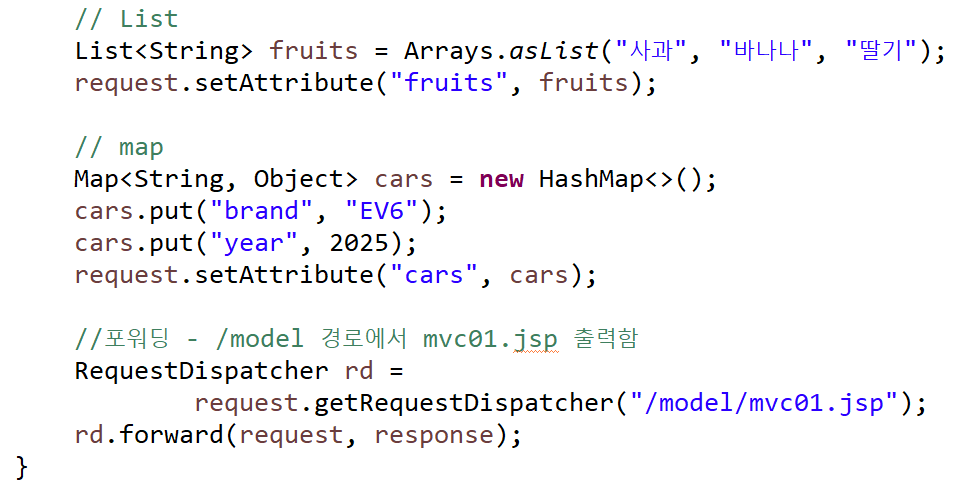 // List
List<String> fruits = Arrays.asList("사과", "바나나", "딸기");
request.setAttribute("fruits", fruits);
// map
Map<String, Object> cars = new HashMap<>();
cars.put("brand", "EV6");
cars.put("year", 2025);
request.setAttribute("cars", cars);
//포워딩 - /model 경로에서 mvc01.jsp 출력함
RequestDispatcher rd =
request.getRequestDispatcher("/model/mvc01.jsp");
rd.forward(request, response);
}